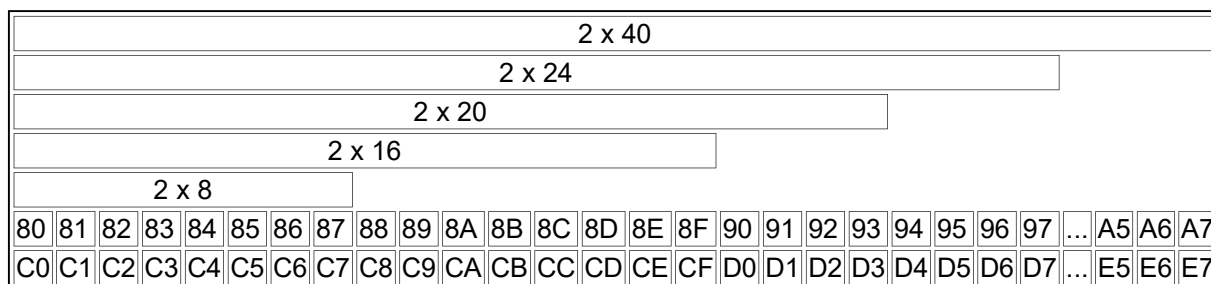 2 x 40
2 x 24
2 x 20
2 x 16
2 x 8
80 81 82 83 84 85 86 87 88 89 8A 8B 8C 8D 8E 8F 90 91 92 93 94 95 96 97 ... A5 A6 A7
C0 C1 C2 C3 C4 C5 C6 C7 C8 C9 CA CB CC CD CE CF D0 D1 D2 D3 D4 D5 D6 D7 ... E5 E6 E7